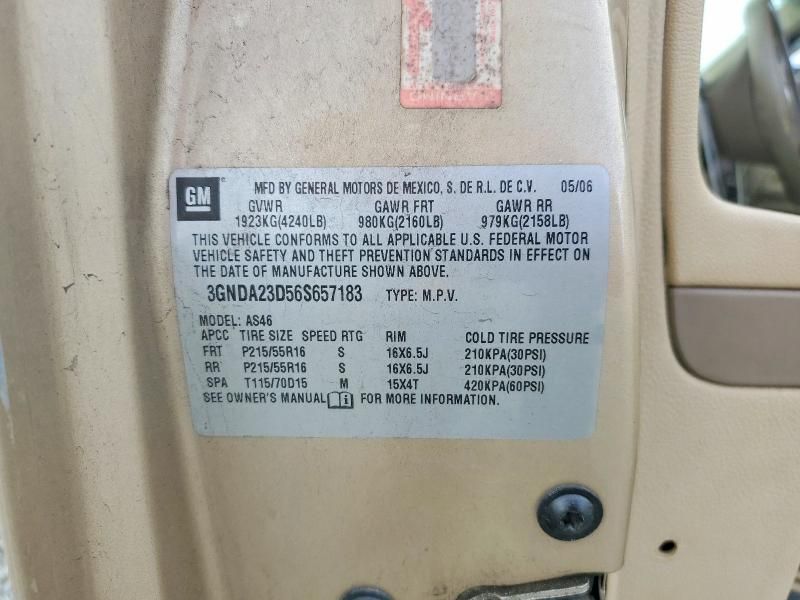 GM
MFD BY GENERAL MOTORS DE MEXICO, S. DE R.L. DE C.V. 05/06
GVWR GAWR FRT GAWR RR
1923KG(4240LB) 980KG(2160LB) 979KG(2158LB)
THIS VEHICLE CONFORMS TO ALL APPLICABLE U.S. FEDERAL MOTOR
VEHICLE SAFETY AND THEFT PREVENTION STANDARDS IN EFFECT ON
THE DATE OF MANUFACTURE SHOWN ABOVE.
3GNDA23D56S657183 TYPE: M.P.V.
MODEL: AS46
APCC TIRE SIZE SPEED RTG RIM COLD TIRE PRESSURE
FRT P215/55R16 S 16X6.5J 210KPA(30PSI)
RR P215/55R16 S 16X6.5J 210KPA(30PSI)
SPA T115/70D15 M 15X4T 420KPA(60PSI)
SEE OWNER'S MANUAL i FOR MORE INFORMATION.